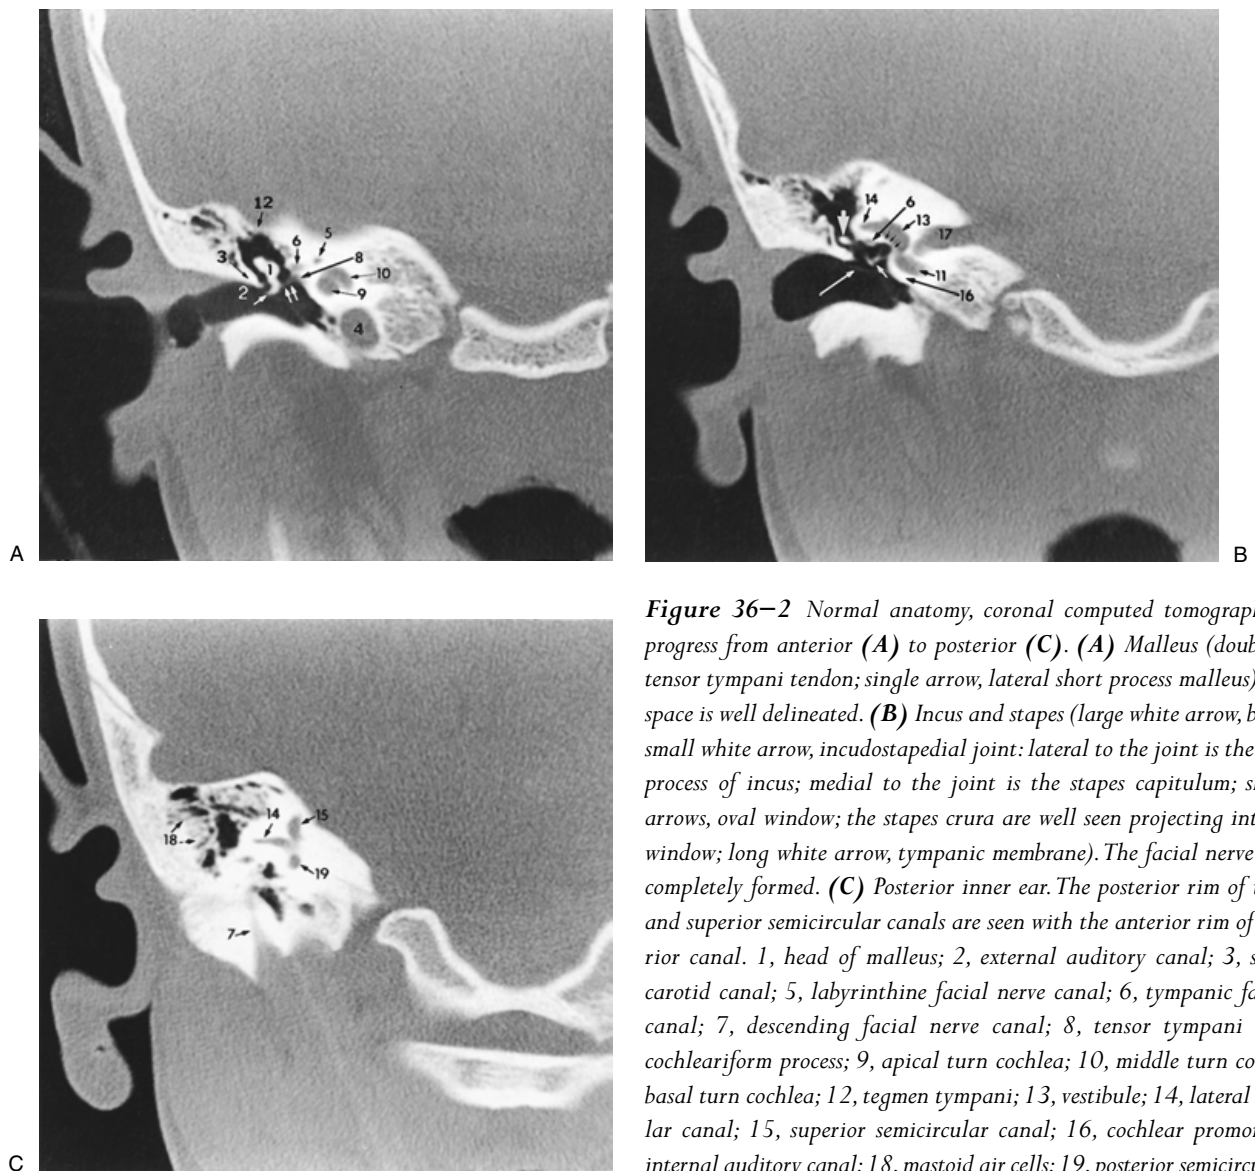 12
14
6
13
17
3
6
5
8
1
10
2
9
11
16
4
A
B
Figure 36–2 Normal anatomy, coronal computed tomograph
progress from anterior (A) to posterior (C). (A) Malleus (doub
tensor tympani tendon; single arrow, lateral short process malleus)
space is well delineated. (B) Incus and stapes (large white arrow, b
small white arrow, incudostapedial joint: lateral to the joint is the
process of incus; medial to the joint is the stapes capitulum; s
arrows, oval window; the stapes crura are well seen projecting int
window; long white arrow, tympanic membrane). The facial nerve
completely formed. (C) Posterior inner ear. The posterior rim of t
and superior semicircular canals are seen with the anterior rim of
rior canal. 1, head of malleus; 2, external auditory canal; 3, s
carotid canal; 5, labyrinthine facial nerve canal; 6, tympanic fa
canal; 7, descending facial nerve canal; 8, tensor tympani
cochleariform process; 9, apical turn cochlea; 10, middle turn co
basal turn cochlea; 12, tegmen tympani; 13, vestibule; 14, lateral
lar canal; 15, superior semicircular canal; 16, cochlear promo
internal auditory canal; 18, mastoid air cells; 19, posterior semicircu
14
15
18
19
7
C